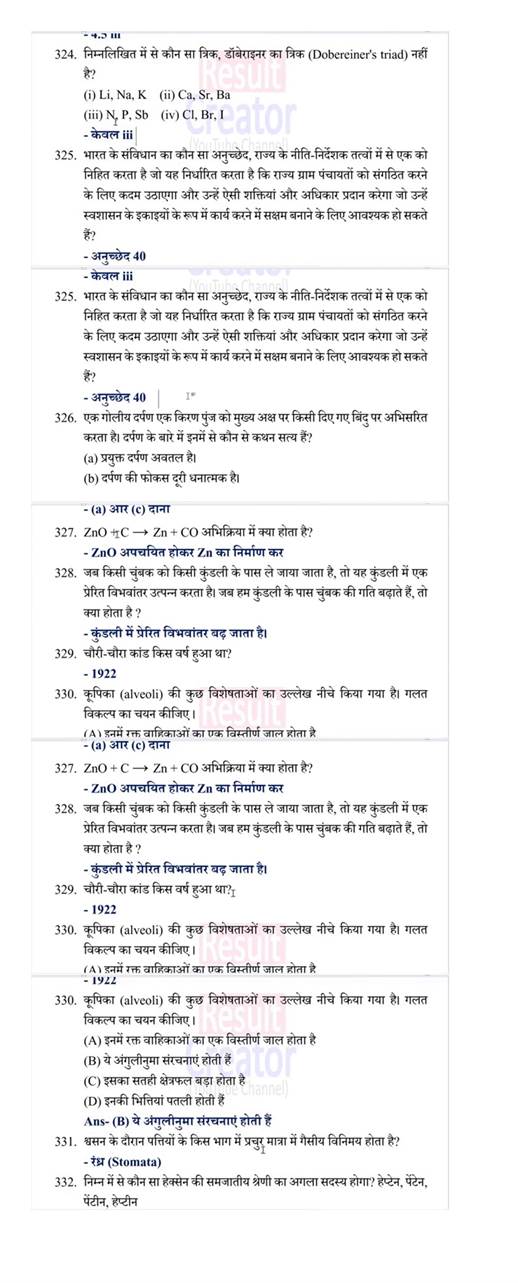 - 4.5 m
324. निम्नलिखित में से कौन सा त्रिक, डॉबेराइनर का त्रिक (Dobereiner's triad) नहीं
है?
(i) Li, Na, K (ii) Ca, Sr, Ba
(iii) N, P, Sb (iv) Cl, Br, I
- केवल iii
325. भारत के संविधान का कौन सा अनुच्छेद, राज्य के नीति-निर्देशक तत्वों में से एक को
निहित करता है जो यह निर्धारित करता है कि राज्य ग्राम पंचायतों को संगठित करने
के लिए कदम उठाएगा और उन्हें ऐसी शक्तियां और अधिकार प्रदान करेगा जो उन्हें
स्वशासन के इकाइयों के रूप में कार्य करने में सक्षम बनाने के लिए आवश्यक हो सकते
हैं?
- अनुच्छेद 40
- केवल iii
325. भारत के संविधान का कौन सा अनुच्छेद, राज्य के नीति-निर्देशक तत्वों में से एक को
निहित करता है जो यह निर्धारित करता है कि राज्य ग्राम पंचायतों को संगठित करने
के लिए कदम उठाएगा और उन्हें ऐसी शक्तियां और अधिकार प्रदान करेगा जो उन्हें
स्वशासन के इकाइयों के रूप में कार्य करने में सक्षम बनाने के लिए आवश्यक हो सकते
हैं?
- अनुच्छेद 40
326. एक गोलीय दर्पण एक किरण पुंज को मुख्य अक्ष पर किसी दिए गए बिंदु पर अभिसरित
करता है। दर्पण के बारे में इनमें से कौन से कथन सत्य हैं?
(a) प्रयुक्त दर्पण अवतल है।
(b) दर्पण की फोकस दूरी धनात्मक है।
- (a) और (c) दोनों
327. ZnO + C → Zn + CO अभिक्रिया में क्या होता है?
- ZnO अपचयित होकर Zn का निर्माण कर
328. जब किसी चुंबक को किसी कुंडली के पास ले जाया जाता है, तो यह कुंडली में एक
प्रेरित विभवांतर उत्पन्न करता है। जब हम कुंडली के पास चुंबक की गति बढ़ाते हैं, तो
क्या होता है ?
- कुंडली में प्रेरित विभवांतर बढ़ जाता है।
329. चौरी-चौरा कांड किस वर्ष हुआ था?
- 1922
330. कूपिका (alveoli) की कुछ विशेषताओं का उल्लेख नीचे किया गया है। गलत
विकल्प का चयन कीजिए।
(A) इनमें रक्त वाहिकाओं का एक विस्तीर्ण जाल होता है
- (a) और (c) दोनों
327. ZnO + C → Zn + CO अभिक्रिया में क्या होता है?
- ZnO अपचयित होकर Zn का निर्माण कर
328. जब किसी चुंबक को किसी कुंडली के पास ले जाया जाता है, तो यह कुंडली में एक
प्रेरित विभवांतर उत्पन्न करता है। जब हम कुंडली के पास चुंबक की गति बढ़ाते हैं, तो
क्या होता है ?
- कुंडली में प्रेरित विभवांतर बढ़ जाता है।
329. चौरी-चौरा कांड किस वर्ष हुआ था?
- 1922
330. कूपिका (alveoli) की कुछ विशेषताओं का उल्लेख नीचे किया गया है। गलत
विकल्प का चयन कीजिए।
(A) इनमें रक्त वाहिकाओं का एक विस्तीर्ण जाल होता है
- 1922
330. कूपिका (alveoli) की कुछ विशेषताओं का उल्लेख नीचे किया गया है। गलत
विकल्प का चयन कीजिए।
(A) इनमें रक्त वाहिकाओं का एक विस्तीर्ण जाल होता है
(B) ये अंगुलीनुमा संरचनाएं होती हैं
(C) इसका सतही क्षेत्रफल बड़ा होता है
(D) इनकी भित्तियां पतली होती हैं
Ans- (B) ये अंगुलीनुमा संरचनाएं होती हैं
331. श्वसन के दौरान पत्तियों के किस भाग में प्रचुर मात्रा में गैसीय विनिमय होता है?
- रंध्र (Stomata)
332. निम्न में से कौन सा हेक्सेन की समजातीय श्रेणी का अगला सदस्य होगा? हेप्टेन, पेंटेन,
पेंटीन, हेप्टीन
Result
Creator
(YouTube Channel)